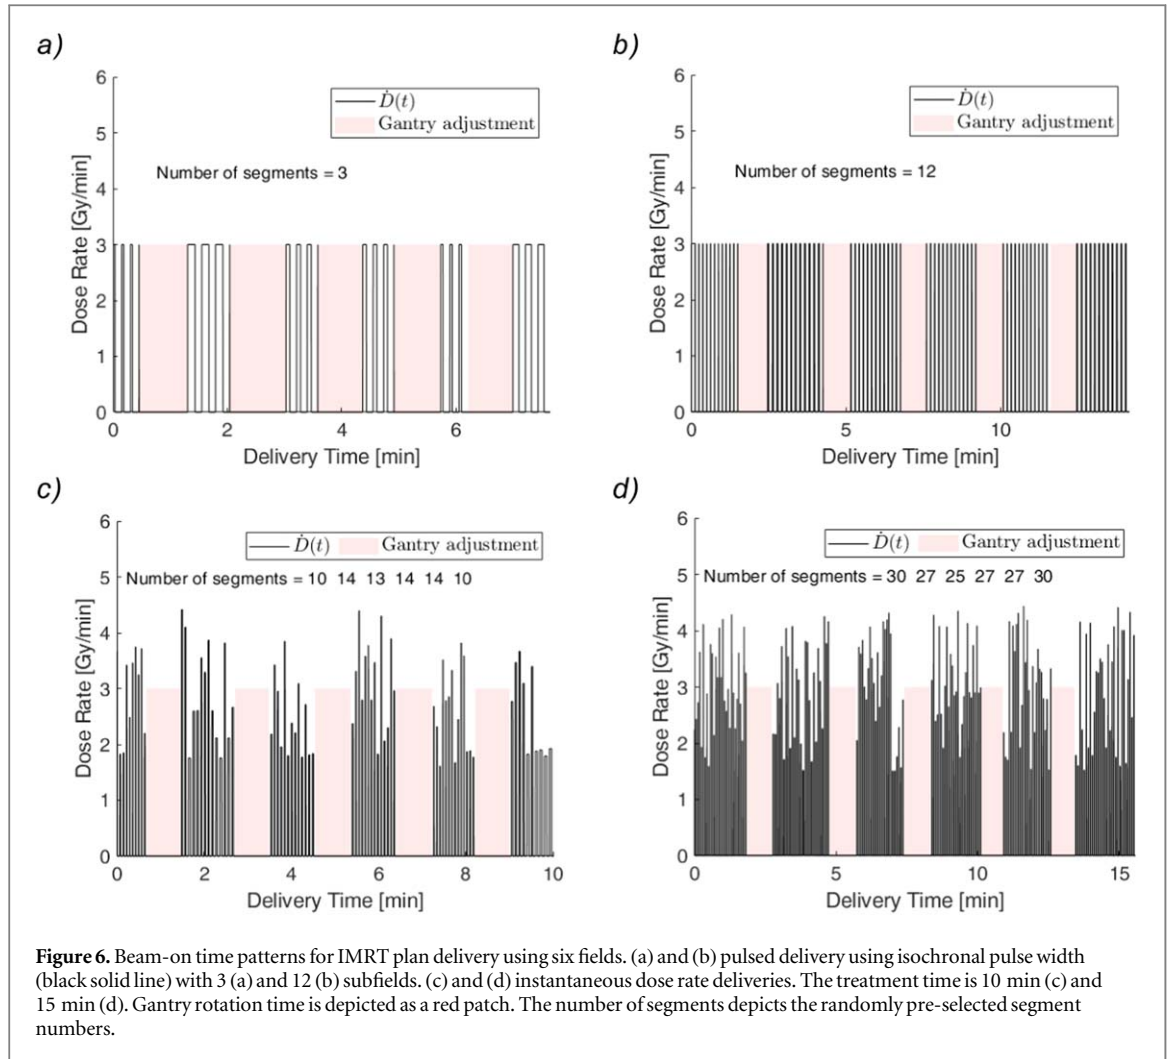 a)
6
5
4
3
2
1
0
Dose Rate [Gy/min]
Ḋ(t)
Gantry adjustment
Number of segments = 3
0 2 4 6
Delivery Time [min]
b)
6
5
4
3
2
1
0
Dose Rate [Gy/min]
Ḋ(t)
Gantry adjustment
Number of segments = 12
0 5 10
Delivery Time [min]
c)
6
5
4
3
2
1
0
Dose Rate [Gy/min]
Ḋ(t) Gantry adjustment
Number of segments = 10 14 13 14 14 10
0 2 4 6 8 10
Delivery Time [min]
d)
6
5
4
3
2
1
0
Dose Rate [Gy/min]
Ḋ(t) Gantry adjustment
Number of segments = 30 27 25 27 27 30
0 5 10 15
Delivery Time [min]
Figure 6. Beam-on time patterns for IMRT plan delivery using six fields. (a) and (b) pulsed delivery using isochronal pulse width
(black solid line) with 3 (a) and 12 (b) subfields. (c) and (d) instantaneous dose rate deliveries. The treatment time is 10 min (c) and
15 min (d). Gantry rotation time is depicted as a red patch. The number of segments depicts the randomly pre-selected segment
numbers.